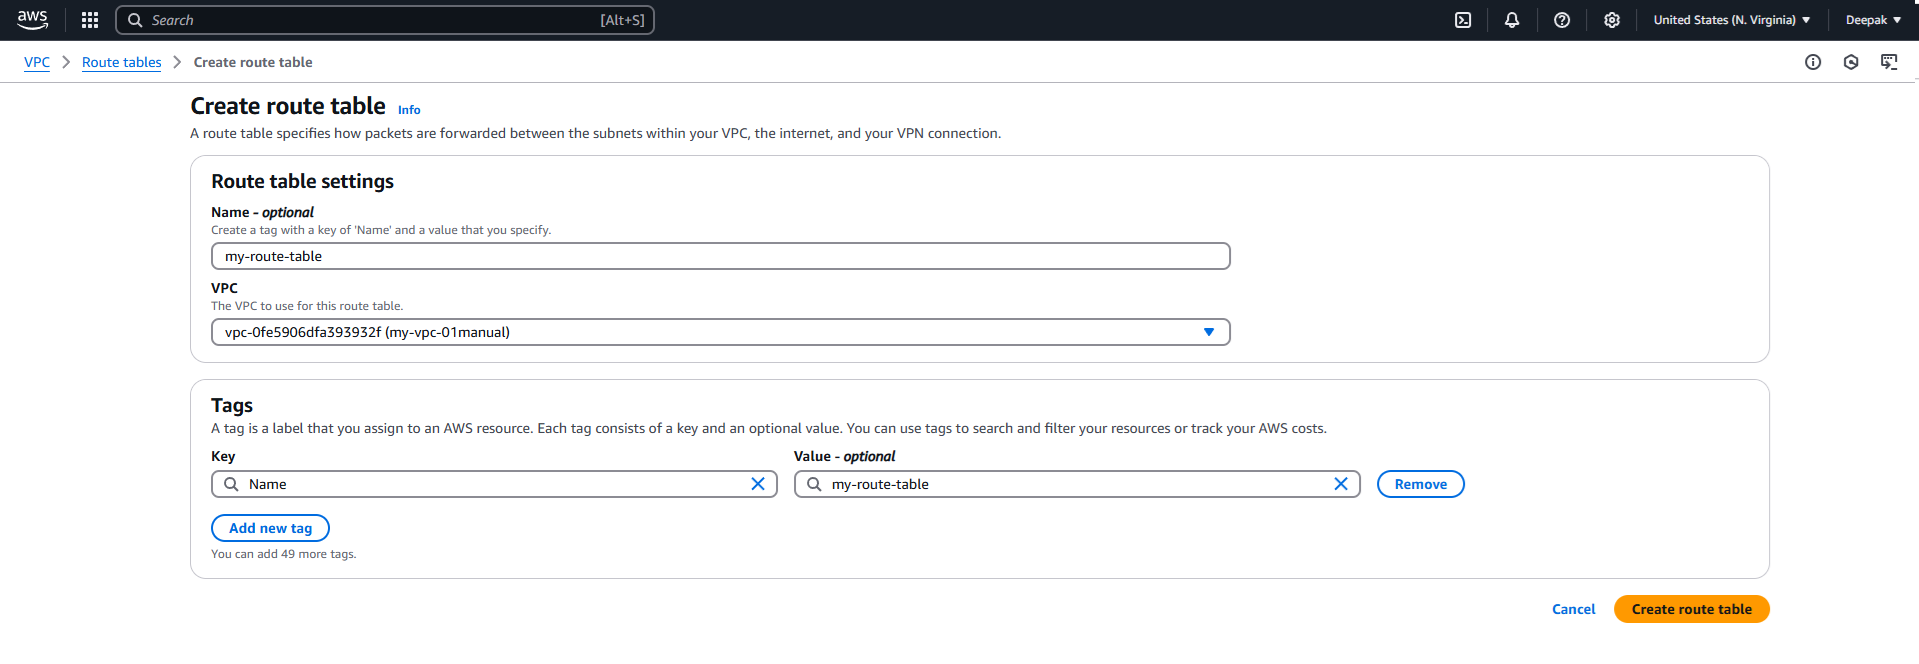 aws Search [Alt+S] United States (N. Virginia) Deepak
VPC Route tables Create route table
Create route table Info
A route table specifies how packets are forwarded between the subnets within your VPC, the internet, and your VPN connection.
Route table settings
Name - optional
Create a tag with a key of 'Name' and a value that you specify.
my-route-table
VPC
The VPC to use for this route table.
vpc-0fe5906dfa393932f (my-vpc-01manual)
Tags
A tag is a label that you assign to an AWS resource. Each tag consists of a key and an optional value. You can use tags to search and filter your resources or track your AWS costs.
Key Value - optional
Name my-route-table Remove
Add new tag
You can add 49 more tags.
Cancel Create route table